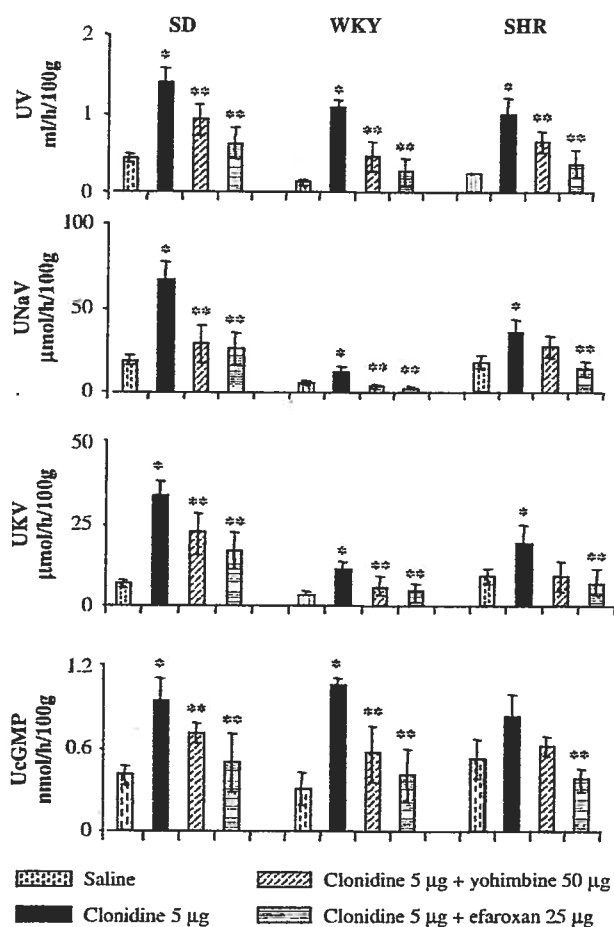 SD WKY SHR
UV
ml/h/100g
2
1
0
* ** **
* ** **
* ** **
UNaV
μmol/h/100g
100
50
0
* ** **
* ** **
* **
UKV
μmol/h/100g
50
25
0
* ** **
* ** **
* **
UcGMP
nmol/h/100g
1.2
0.6
0
* ** **
* ** **
**
Saline
Clonidine 5 μg + yohimbine 50 μg
Clonidine 5 μg
Clonidine 5 μg + efaroxan 25 μg